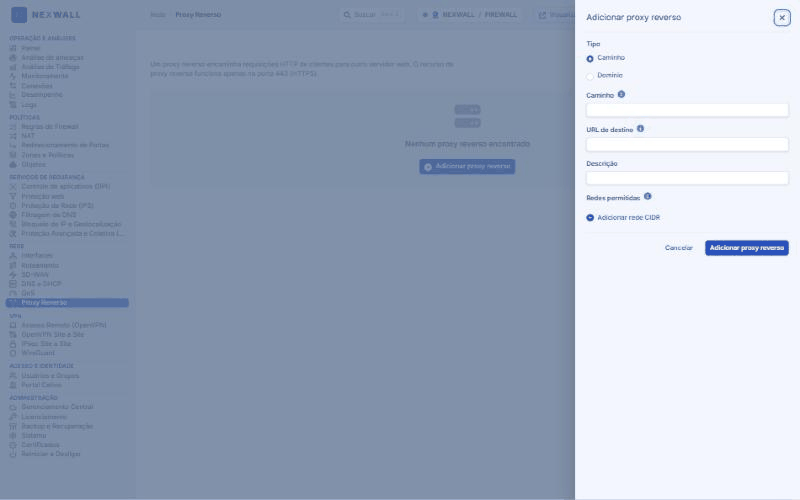 NEXWALL
Rede
Proxy Reverso
Buscar
NEXWALL / FIREWALL
OPERAÇÃO E ANÁLISES
Painel
Análise de ameaças
Análise de Tráfego
Monitoramento
Conexões
Desempenho
Logs
POLÍTICAS
Regras de Firewall
NAT
Redirecionamento de Portas
Zonas e Políticas
Objetos
SERVIÇOS DE SEGURANÇA
Controle de aplicativos (DPI)
Proteção web
Proteção de Rede (IPS)
Filtragem de DNS
Bloqueio de IP e Geolocalização
Proteção Avançada e Coletiva (...
REDE
Interfaces
Roteamento
SD-WAN
DNS e DHCP
QoS
Proxy Reverso
VPN
Acesso Remoto (OpenVPN)
OpenVPN Site a Site
IPsec Site a Site
WireGuard
ACESSO E IDENTIDADE
Usuários e Grupos
Portal Cativo
ADMINISTRAÇÃO
Gerenciamento Central
Licenciamento
Backup e Recuperação
Sistema
Certificados
Reiniciar e Desligar
Um proxy reverso encaminha requisições HTTP de clientes para outro servidor web. O recurso de
proxy reverso funciona apenas na porta 443 (HTTPS).
Nenhum proxy reverso encontrado
Adicionar proxy reverso
Adicionar proxy reverso
Tipo
Caminho
Domínio
Caminho
URL de destino
Descrição
Redes permitidas
Adicionar rede CIDR
Cancelar
Adicionar proxy reverso